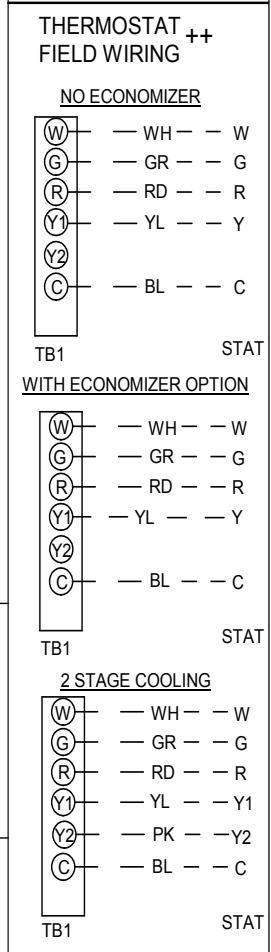 THERMOSTAT ++
FIELD WIRING
NO ECONOMIZER
W WH W
G GR G
R RD R
Y1 YL Y
Y2
C BL C
TB1 STAT
WITH ECONOMIZER OPTION
W WH W
G GR G
R RD R
Y1 YL Y
Y2
C BL C
TB1 STAT
2 STAGE COOLING
W WH W
G GR G
R RD R
Y1 YL Y1
Y2 PK Y2
C BL C
TB1 STAT